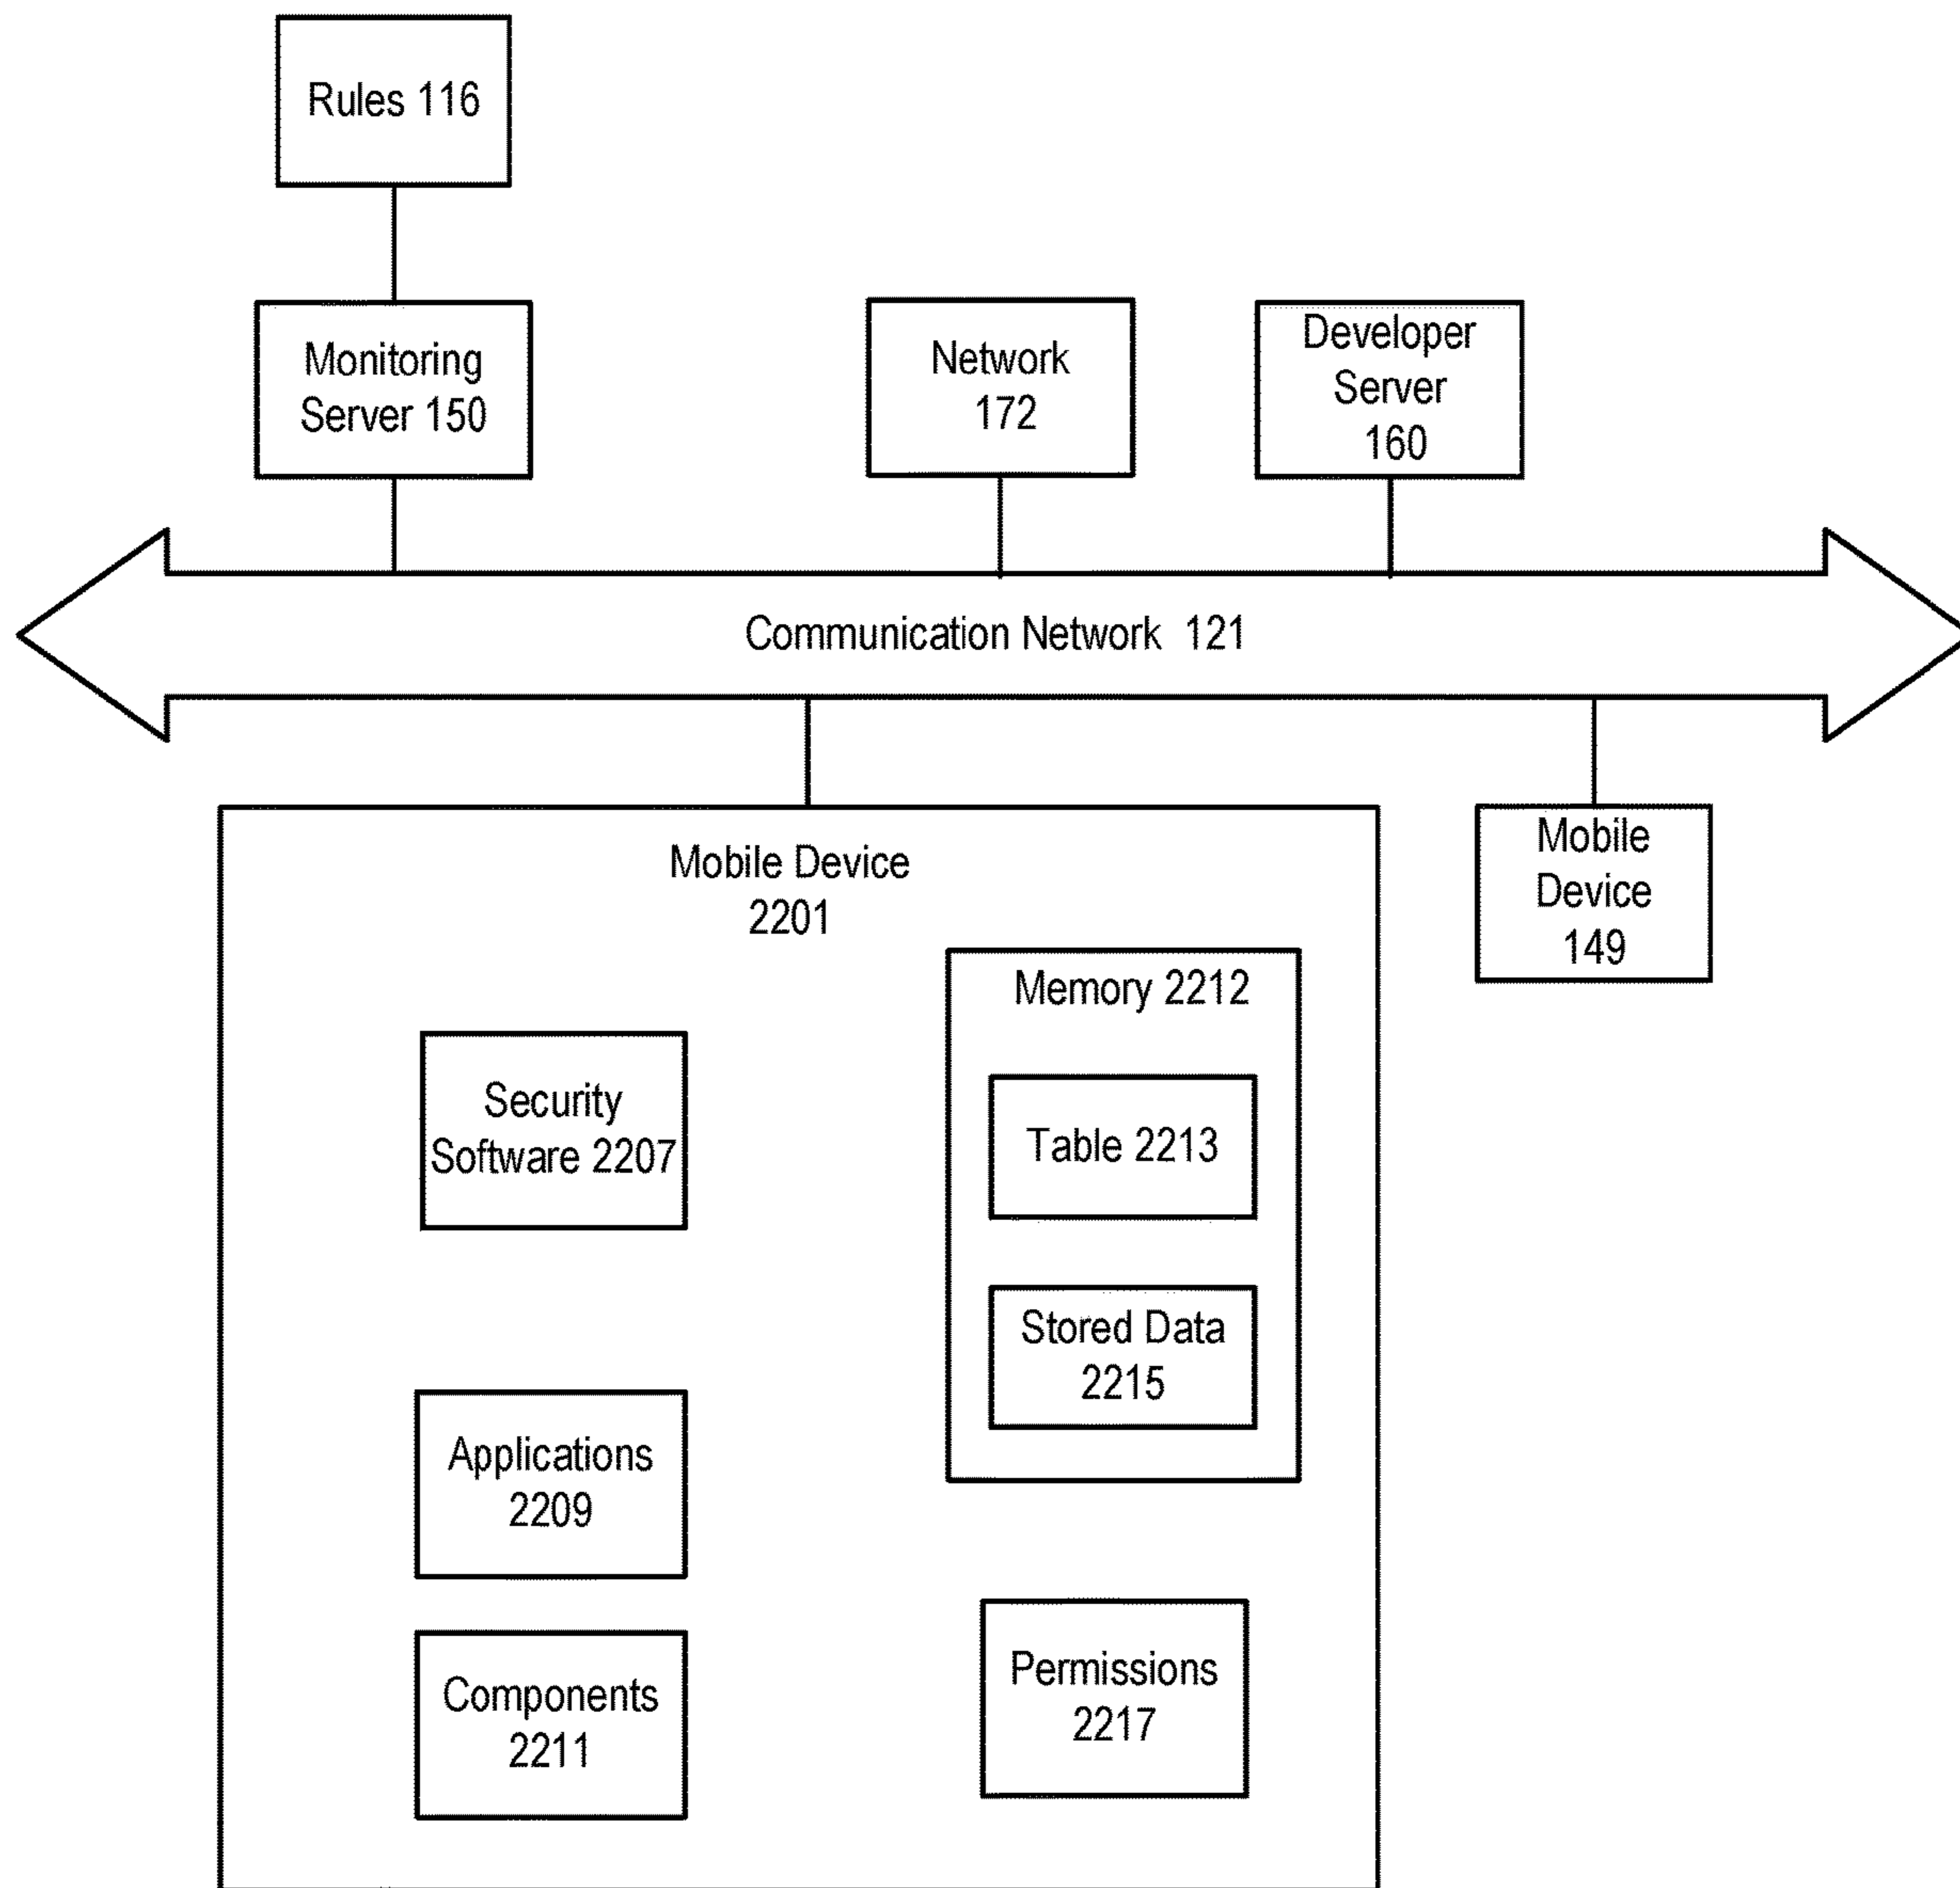 Rules 116
Monitoring
Server 150
Network
172
Developer
Server
160
Communication Network 121
Mobile Device
2201
Mobile
Device
149
Memory 2212
Security
Software 2207
Table 2213
Stored Data
2215
Applications
2209
Components
2211
Permissions
2217